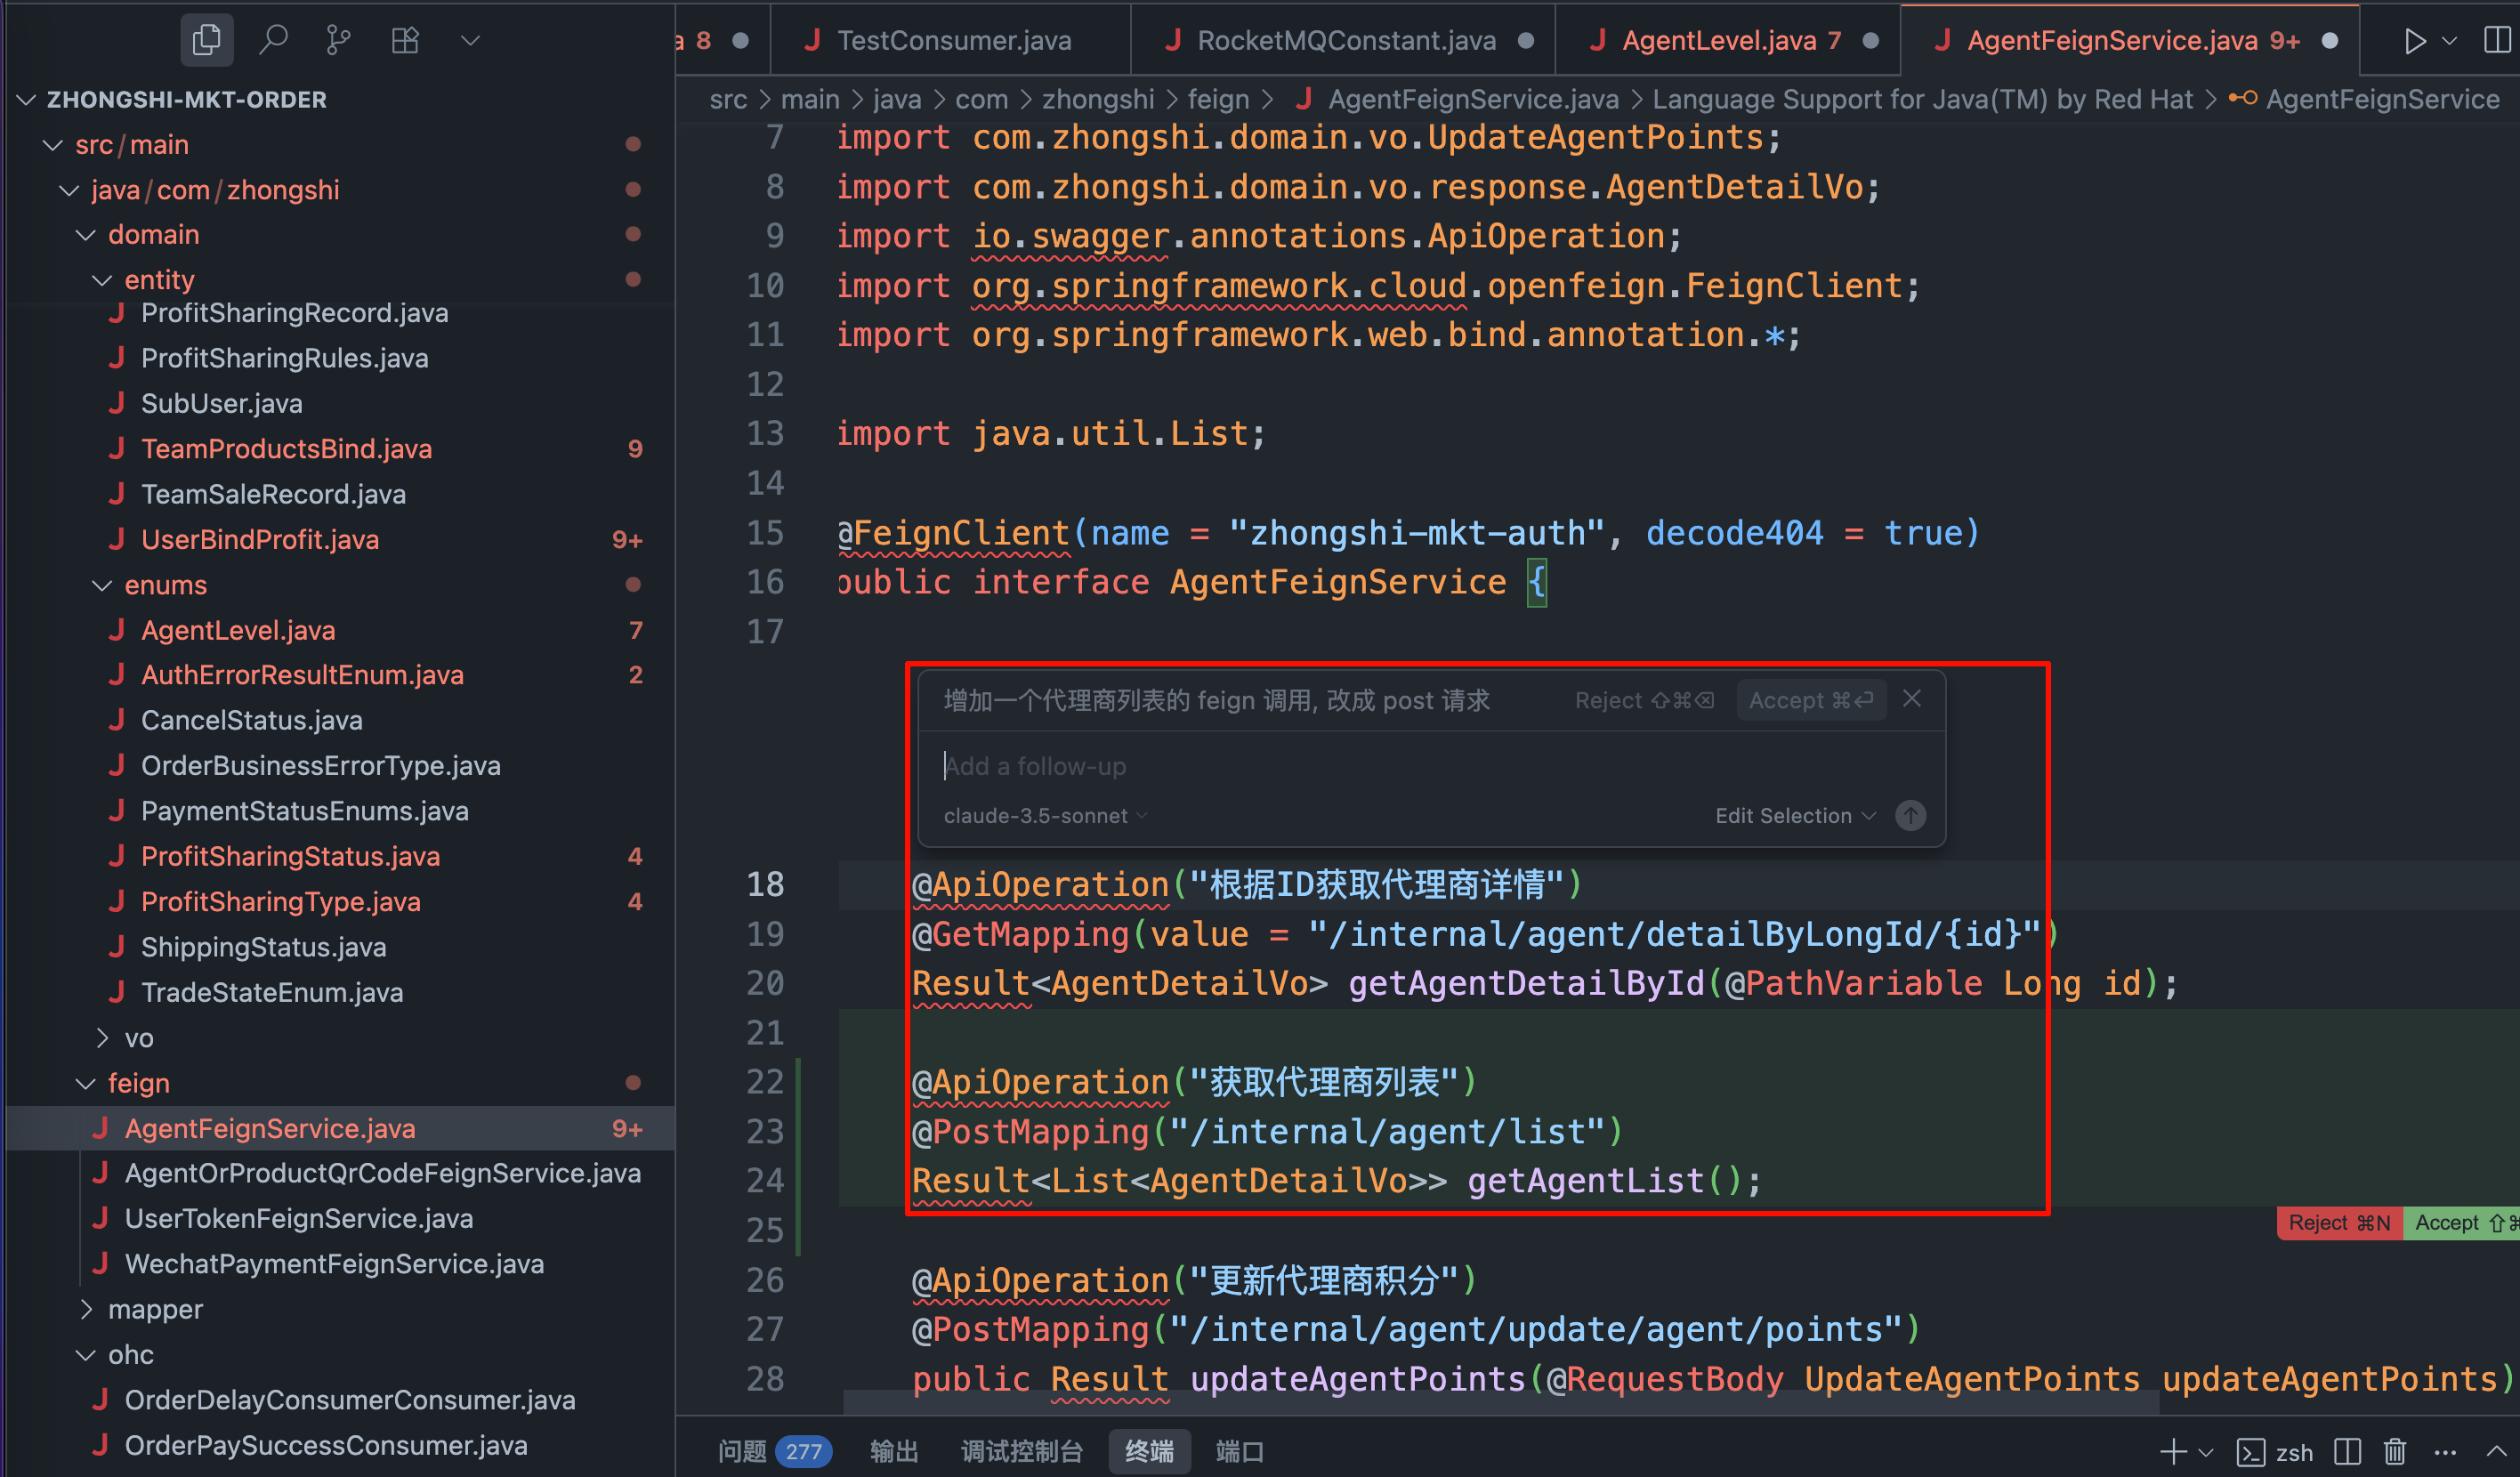 a 8
TestConsumer.java
RocketMQConstant.java
AgentLevel.java 7
AgentFeignService.java 9+
ZHONGSHI-MKT-ORDER
src/main
java/com/zhongshi
domain
entity
ProfitSharingRecord.java
ProfitSharingRules.java
SubUser.java
TeamProductsBind.java 9
TeamSaleRecord.java
UserBindProfit.java 9+
enums
AgentLevel.java 7
AuthErrorResultEnum.java 2
CancelStatus.java
OrderBusinessErrorType.java
PaymentStatusEnums.java
ProfitSharingStatus.java 4
ProfitSharingType.java 4
ShippingStatus.java
TradeStateEnum.java
vo
feign
AgentFeignService.java 9+
AgentOrProductQrCodeFeignService.java
UserTokenFeignService.java
WechatPaymentFeignService.java
mapper
ohc
OrderDelayConsumerConsumer.java
OrderPaySuccessConsumer.java
src > main > java > com > zhongshi > feign > AgentFeignService.java > Language Support for Java(TM) by Red Hat > AgentFeignService
7 import com.zhongshi.domain.vo.UpdateAgentPoints;
8 import com.zhongshi.domain.vo.response.AgentDetailVo;
9 import io.swagger.annotations.ApiOperation;
10 import org.springframework.cloud.openfeign.FeignClient;
11 import org.springframework.web.bind.annotation.*;
12
13 import java.util.List;
14
15 @FeignClient(name = "zhongshi-mkt-auth", decode404 = true)
16 public interface AgentFeignService {
17
增加一个代理商列表的 feign 调用, 改成 post 请求 Reject ⇧⌘⌫ Accept ⌘⏎
Add a follow-up
claude-3.5-sonnet Edit Selection
18 @ApiOperation("根据ID获取代理商详情")
19 @GetMapping(value = "/internal/agent/detailByLongId/{id}")
20 Result<AgentDetailVo> getAgentDetailById(@PathVariable Long id);
21
22 @ApiOperation("获取代理商列表")
23 @PostMapping("/internal/agent/list")
24 Result<List<AgentDetailVo>> getAgentList();
25
Reject ⌘N Accept ⇧⌘
26 @ApiOperation("更新代理商积分")
27 @PostMapping("/internal/agent/update/agent/points")
28 public Result updateAgentPoints(@RequestBody UpdateAgentPoints updateAgentPoints)
问题 277 输出 调试控制台 终端 端口 zsh